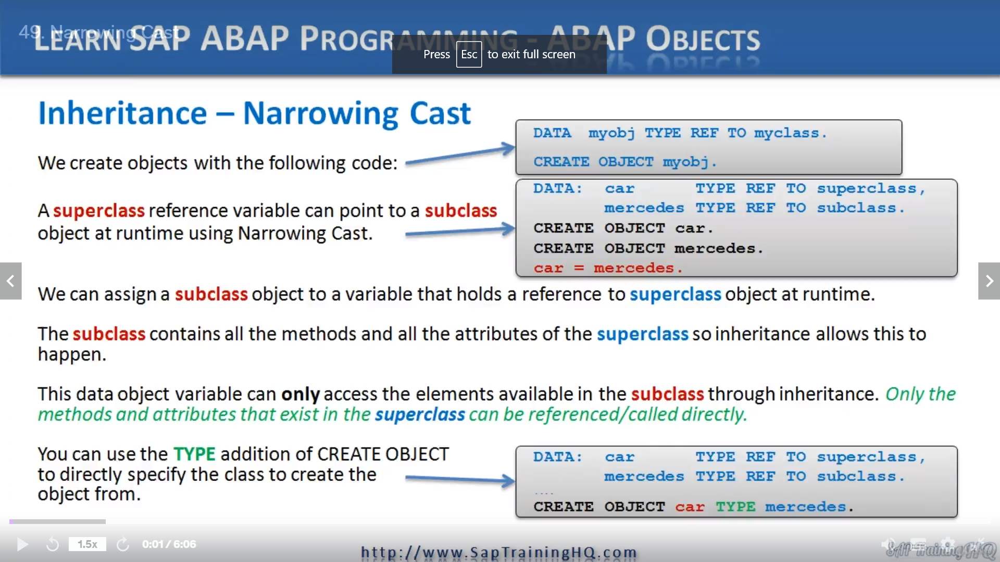 49. Narrowing Cast
LEARN SAP ABAP PROGRAMMING - ABAP OBJECTS
Press Esc to exit full screen
Inheritance – Narrowing Cast
We create objects with the following code:
DATA myobj TYPE REF TO myclass.
CREATE OBJECT myobj.
A superclass reference variable can point to a subclass
object at runtime using Narrowing Cast.
DATA: car TYPE REF TO superclass,
mercedes TYPE REF TO subclass.
CREATE OBJECT car.
CREATE OBJECT mercedes.
car = mercedes.
We can assign a subclass object to a variable that holds a reference to superclass object at runtime.
The subclass contains all the methods and all the attributes of the superclass so inheritance allows this to
happen.
This data object variable can only access the elements available in the subclass through inheritance. Only the
methods and attributes that exist in the superclass can be referenced/called directly.
You can use the TYPE addition of CREATE OBJECT
to directly specify the class to create the
object from.
DATA: car TYPE REF TO superclass,
mercedes TYPE REF TO subclass.
....
CREATE OBJECT car TYPE mercedes.
1.5x
0:01 / 6:06
http://www.SapTrainingHQ.com
SAP Training HQ